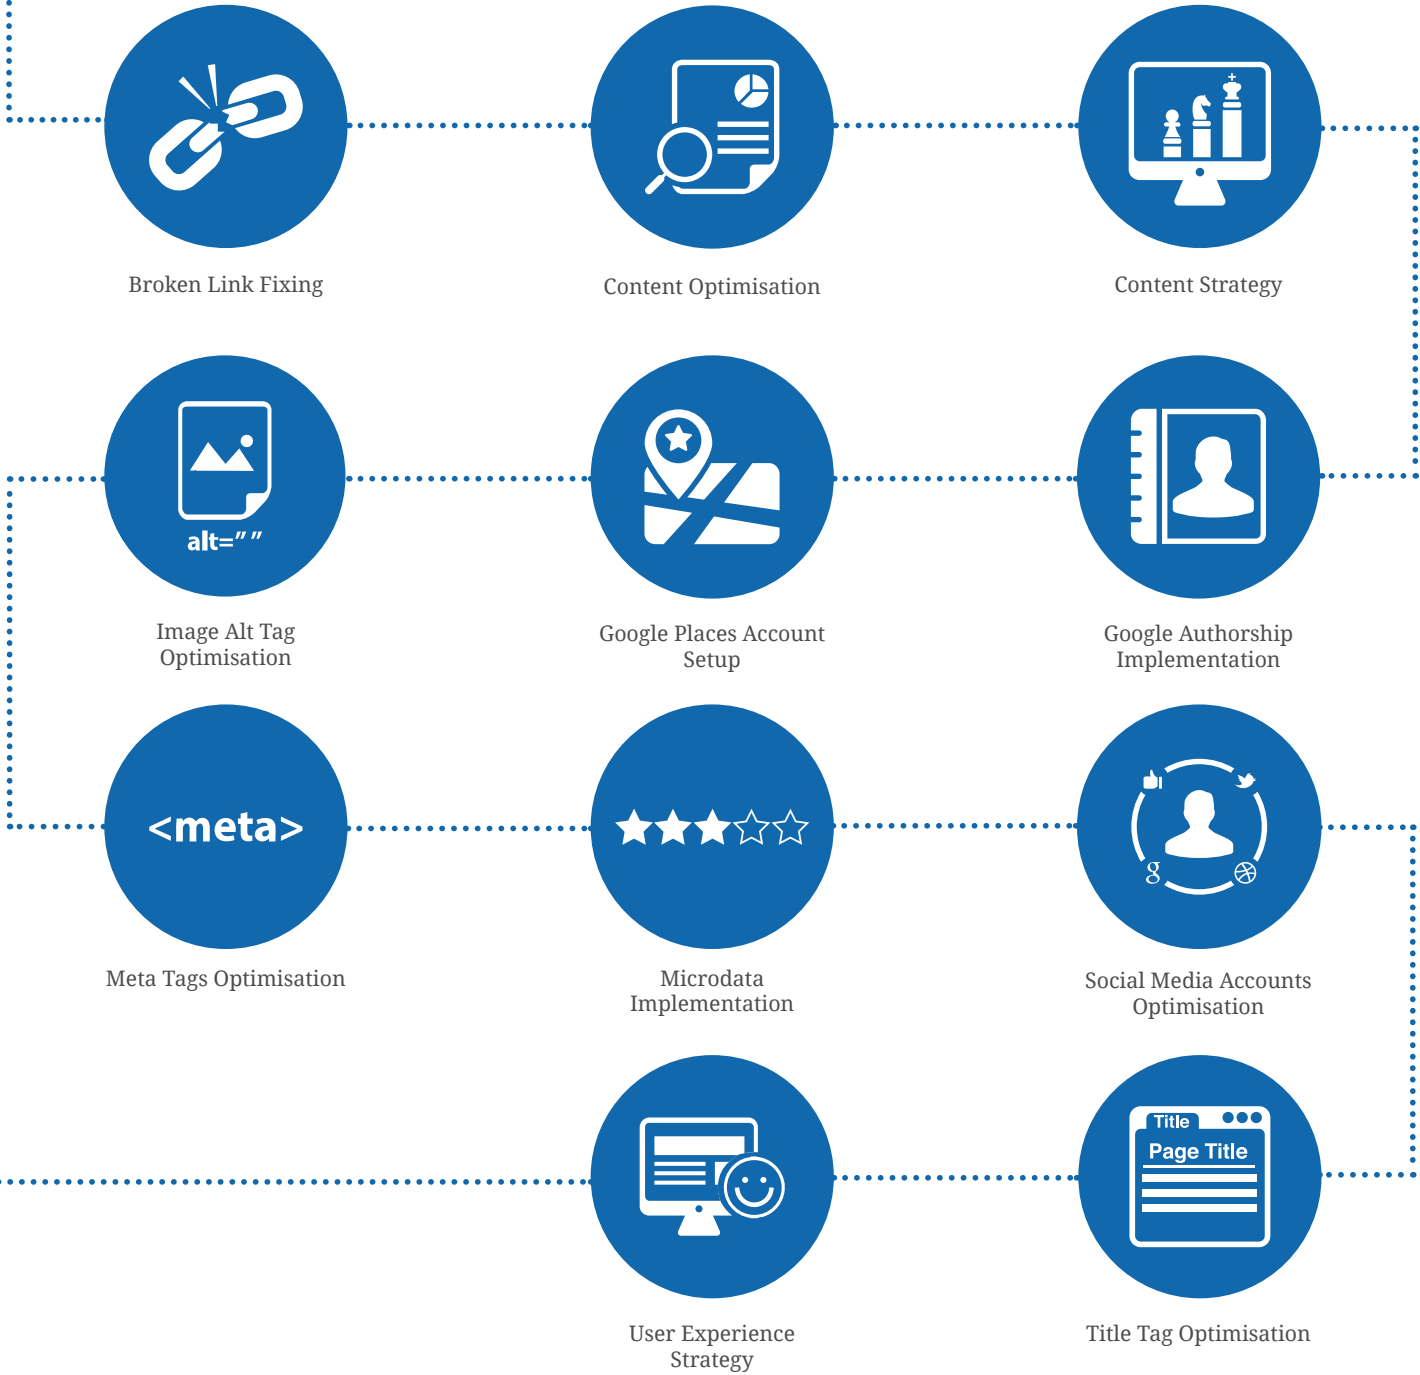 Broken Link Fixing
Content Optimisation
Content Strategy
alt=" "
Image Alt Tag
Optimisation
Google Places Account
Setup
Google Authorship
Implementation
<meta>
g
Meta Tags Optimisation
Microdata
Implementation
Social Media Accounts
Optimisation
Title
Page Title
User Experience
Strategy
Title Tag Optimisation